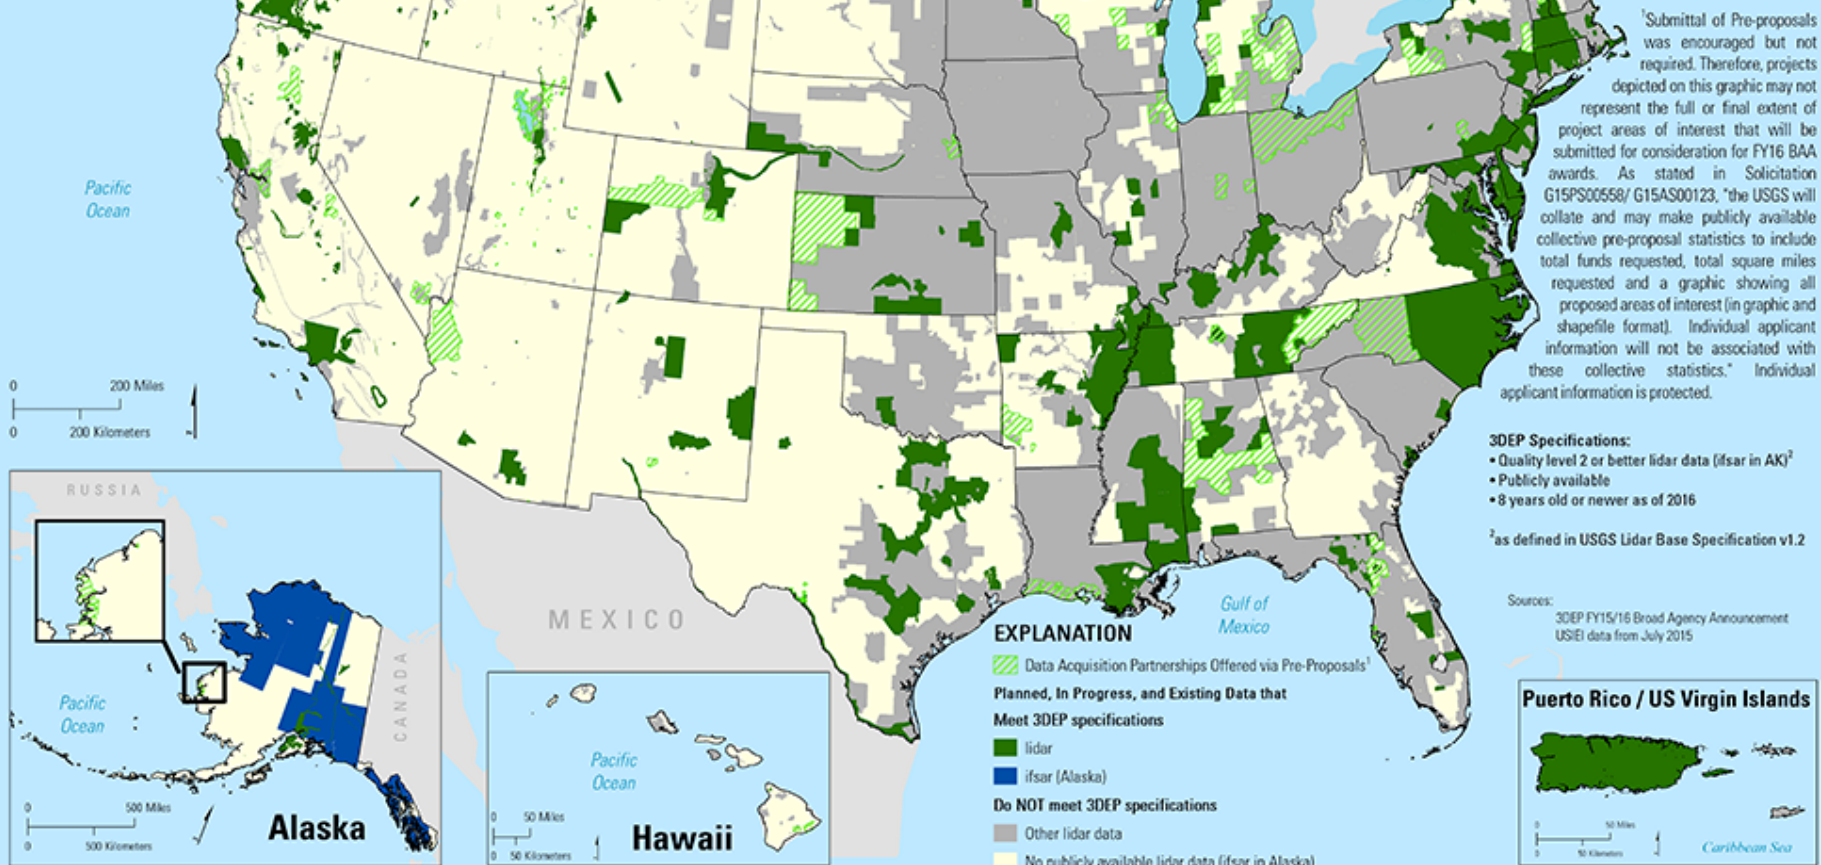 ¹Submittal of Pre-proposals
was encouraged but not
required. Therefore, projects
depicted on this graphic may not
represent the full or final extent of
project areas of interest that will be
submitted for consideration for FY16 BAA
awards. As stated in Solicitation
G15PS00558/ G15AS00123, "the USGS will
collate and may make publicly available
collective pre-proposal statistics to include
total funds requested, total square miles
requested and a graphic showing all
proposed areas of interest (in graphic and
shapefile format). Individual applicant
information will not be associated with
these collective statistics." Individual
applicant information is protected.
Pacific
Ocean
0 200 Miles
0 200 Kilometers
3DEP Specifications:
• Quality level 2 or better lidar data (ifsar in AK)²
• Publicly available
• 8 years old or newer as of 2016
²as defined in USGS Lidar Base Specification v1.2
Sources:
3DEP FY15/16 Broad Agency Announcement
USIEI data from July 2015
RUSSIA
CANADA
Pacific
Ocean
0 500 Miles
0 500 Kilometers
Alaska
MEXICO
Gulf of
Mexico
Pacific
Ocean
0 50 Miles
0 50 Kilometers
Hawaii
EXPLANATION
Data Acquisition Partnerships Offered via Pre-Proposals¹
Planned, In Progress, and Existing Data that
Meet 3DEP specifications
lidar
ifsar (Alaska)
Do NOT meet 3DEP specifications
Other lidar data
No publicly available lidar data (ifsar in Alaska)
Puerto Rico / US Virgin Islands
0 50 Miles
0 50 Kilometers
Caribbean Sea